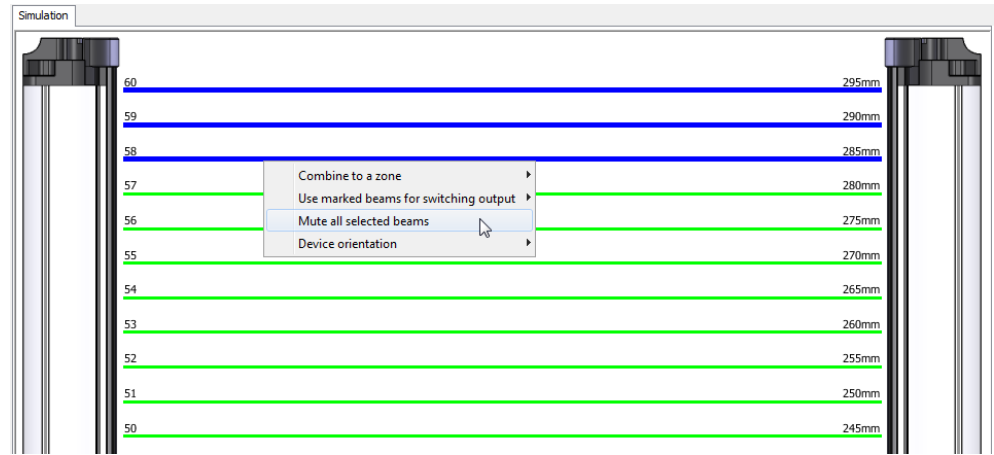 Simulation
60 295mm
59 290mm
58 285mm
Combine to a zone
57 280mm
Use marked beams for switching output
Mute all selected beams
56 275mm
Device orientation
55 270mm
54 265mm
53 260mm
52 255mm
51 250mm
50 245mm